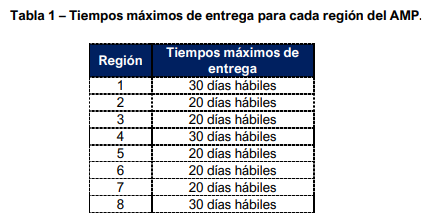 Tabla 1 – Tiempos máximos de entrega para cada región del AMP.
Región Tiempos máximos de entrega
1 30 días hábiles
2 20 días hábiles
3 20 días hábiles
4 30 días hábiles
5 20 días hábiles
6 20 días hábiles
7 20 días hábiles
8 30 días hábiles